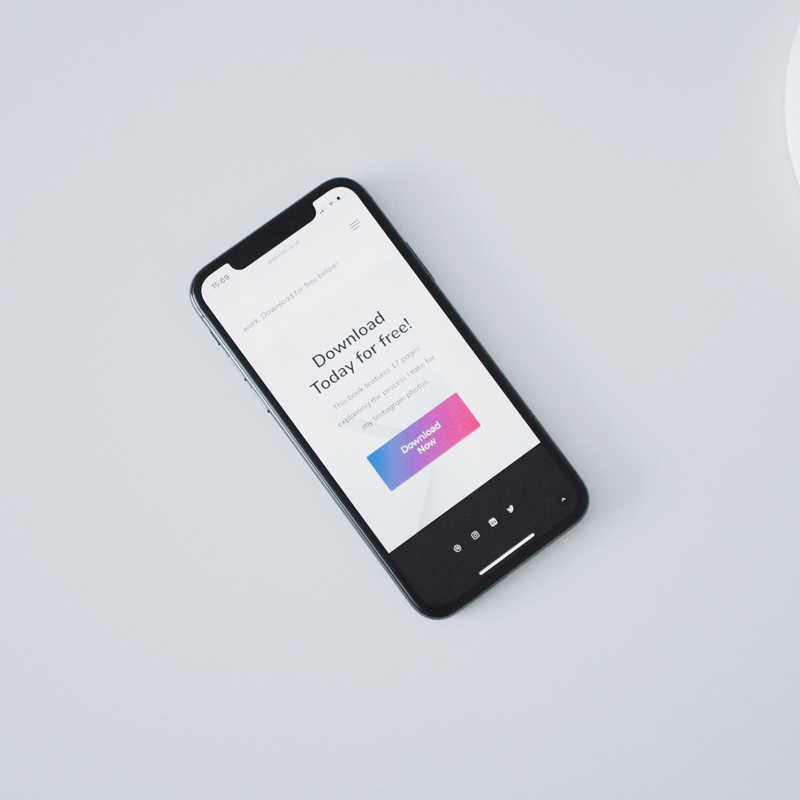 15:09
work. Download for free below!
Download
Today for free!
This book features 17 pages
explaining the process I take for
my Instagram photos.
Download
Now